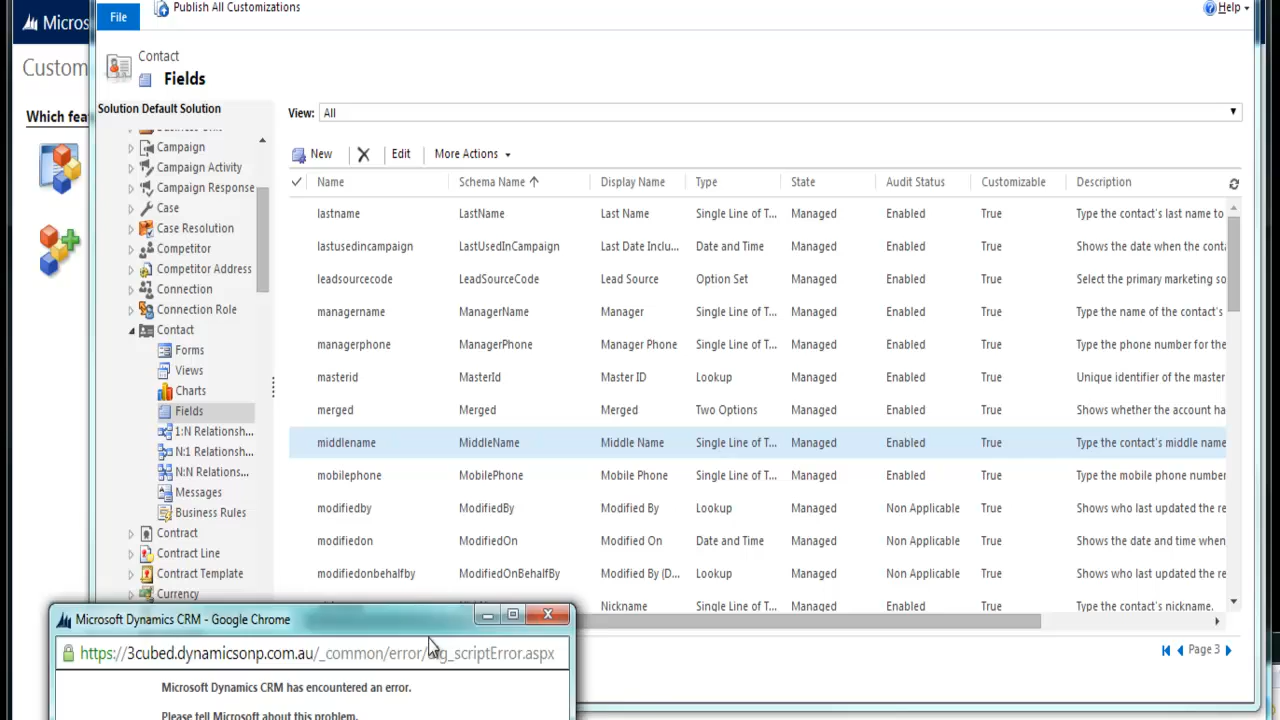 Micros
File
Publish All Customizations
Help
Custom
Contact
Fields
Which fea
Solution Default Solution
View: All
New
Edit
More Actions
Campaign
Campaign Activity
Campaign Response
Case
Case Resolution
Competitor
Competitor Address
Connection
Connection Role
Contact
Forms
Views
Charts
Fields
1:N Relationsh...
N:1 Relationsh...
N:N Relations...
Messages
Business Rules
Contract
Contract Line
Contract Template
Currency
Name Schema Name Display Name Type State Audit Status Customizable Description
lastname LastName Last Name Single Line of T... Managed Enabled True Type the contact's last name to
lastusedincampaign LastUsedInCampaign Last Date Inclu... Date and Time Managed Enabled True Shows the date when the conta
leadsourcecode LeadSourceCode Lead Source Option Set Managed Enabled True Select the primary marketing so
managername ManagerName Manager Single Line of T... Managed Enabled True Type the name of the contact's
managerphone ManagerPhone Manager Phone Single Line of T... Managed Enabled True Type the phone number for the
masterid MasterId Master ID Lookup Managed Enabled True Unique identifier of the master
merged Merged Merged Two Options Managed Enabled True Shows whether the account ha
middlename MiddleName Middle Name Single Line of T... Managed Enabled True Type the contact's middle name
mobilephone MobilePhone Mobile Phone Single Line of T... Managed Enabled True Type the mobile phone number
modifiedby ModifiedBy Modified By Lookup Managed Non Applicable True Shows who last updated the re
modifiedon ModifiedOn Modified On Date and Time Managed Non Applicable True Shows the date and time when
modifiedonbehalfby ModifiedOnBehalfBy Modified By (D... Lookup Managed Non Applicable True Shows who last updated the re
Nickname Single Line of T... Managed Enabled True Type the contact's nickname.
Page 3
Microsoft Dynamics CRM - Google Chrome
https://3cubed.dynamicsonp.com.au/_common/error/dlg_scriptError.aspx
Microsoft Dynamics CRM has encountered an error.
Please tell Microsoft about this problem.